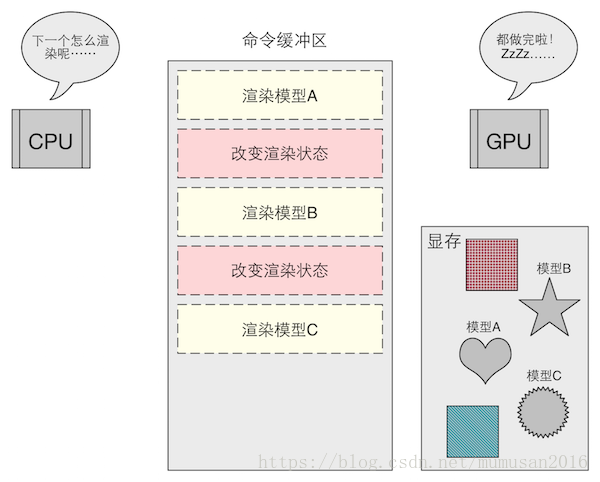 下一个怎么渲
染呢……
命令缓冲区
都做完啦！
ZzZz……
CPU
GPU
渲染模型A
改变渲染状态
渲染模型B
改变渲染状态
渲染模型C
显存
模型B
模型A
模型C
https://blog.csdn.net/mumusan2016